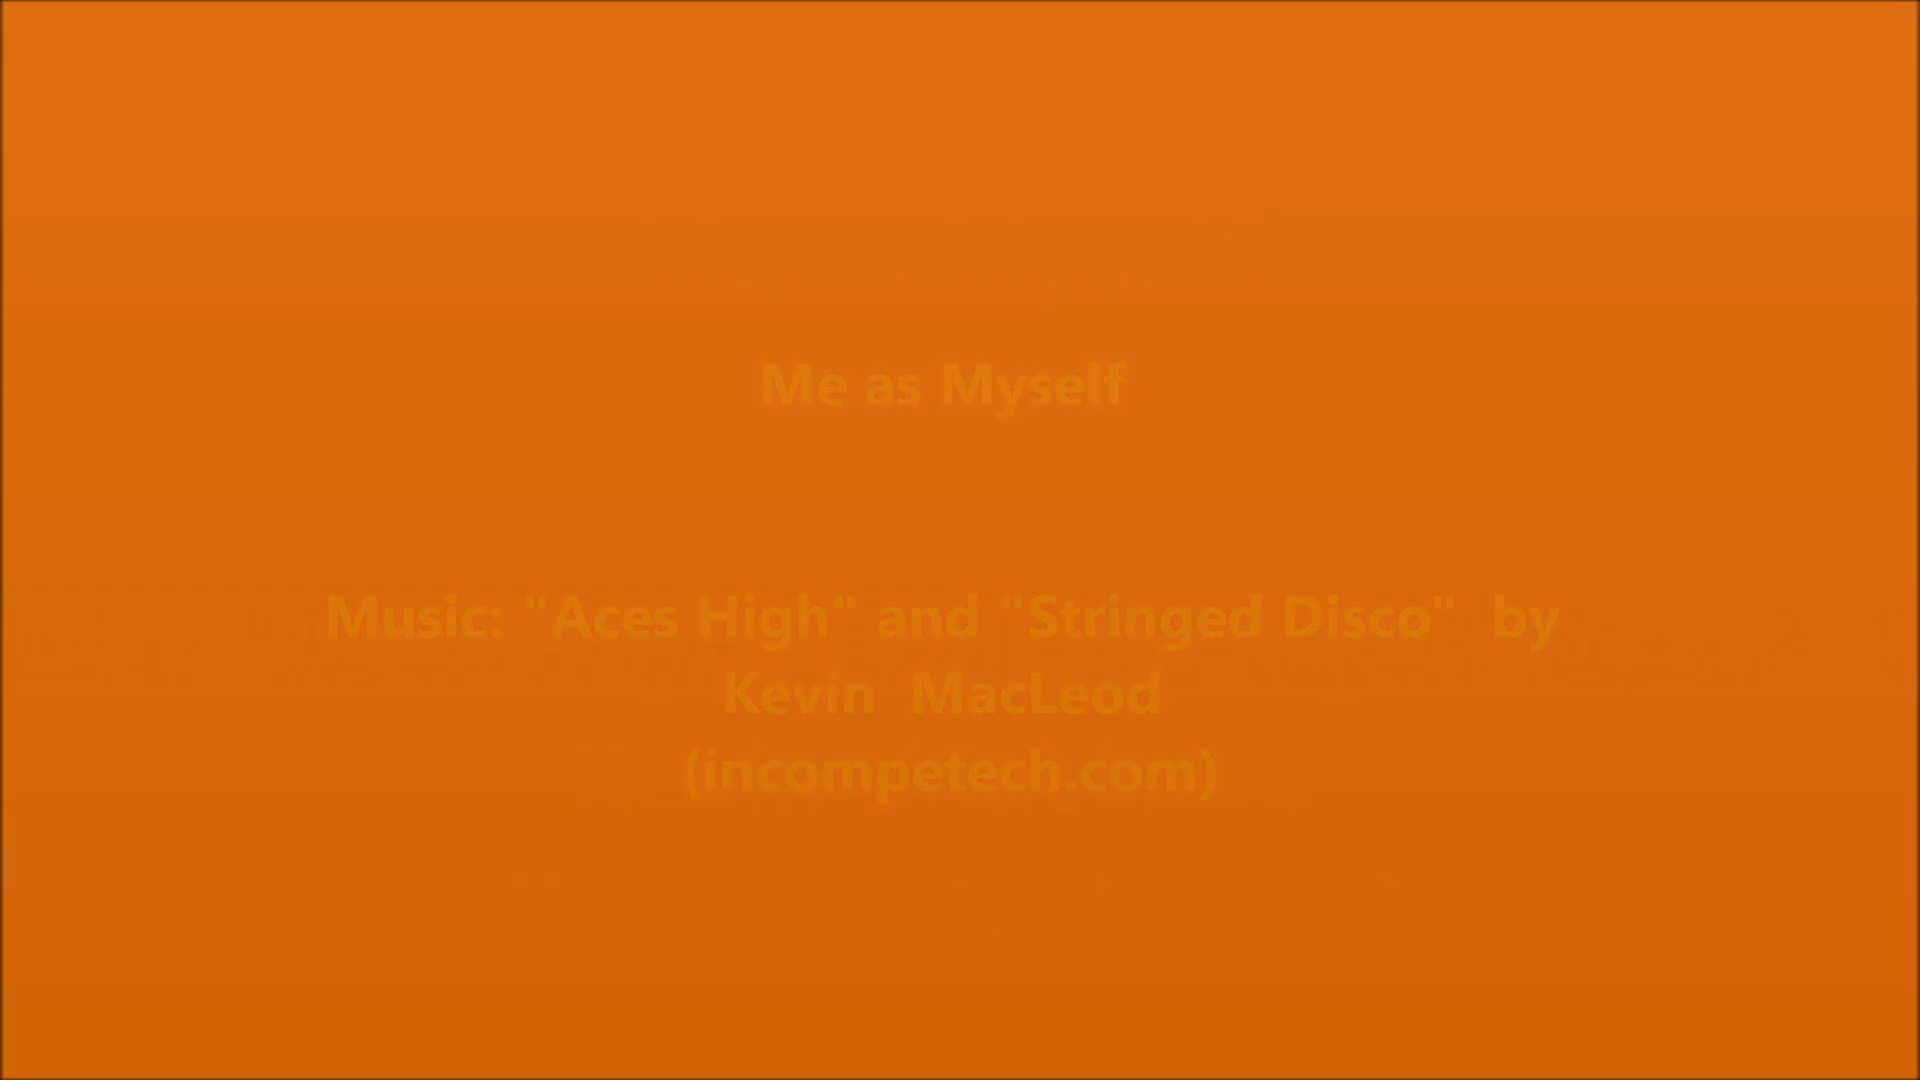 Me as Myself
Music: "Aces High" and "Stringed Disco"  by
Kevin  MacLeod
(incompetech.com)